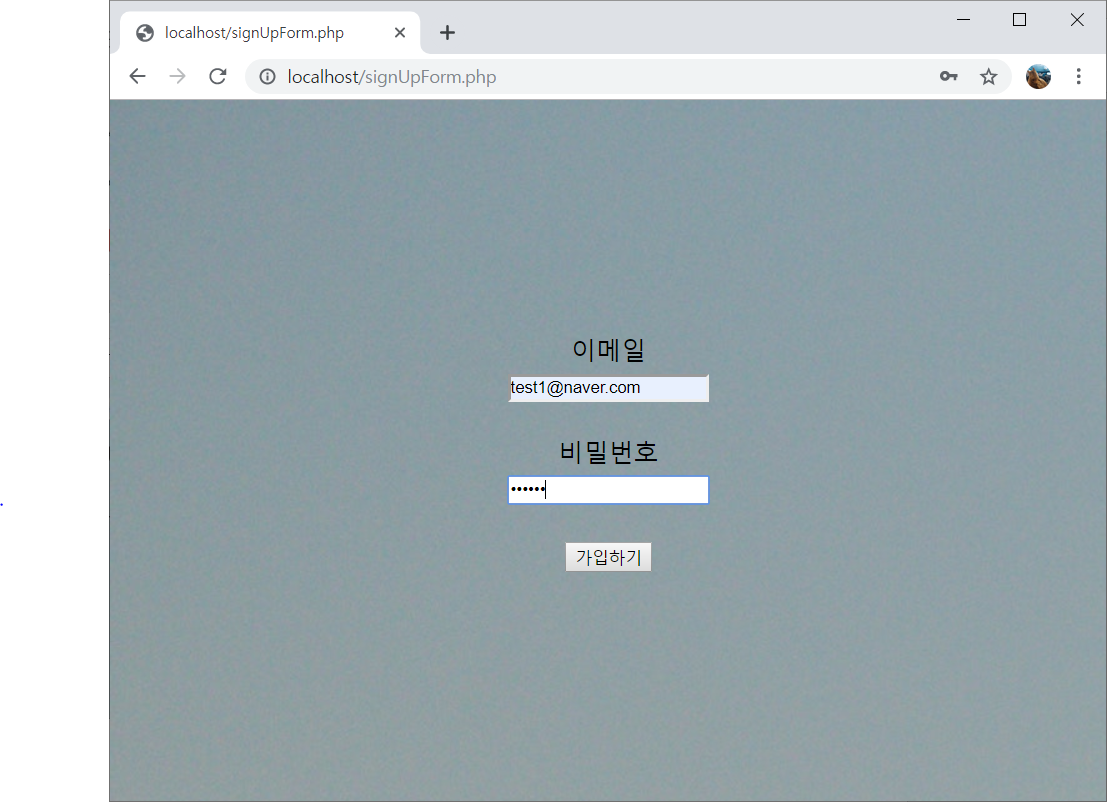 localhost/signUpForm.php
localhost/signUpForm.php
이메일
test1@naver.com
비밀번호
••••••
가입하기